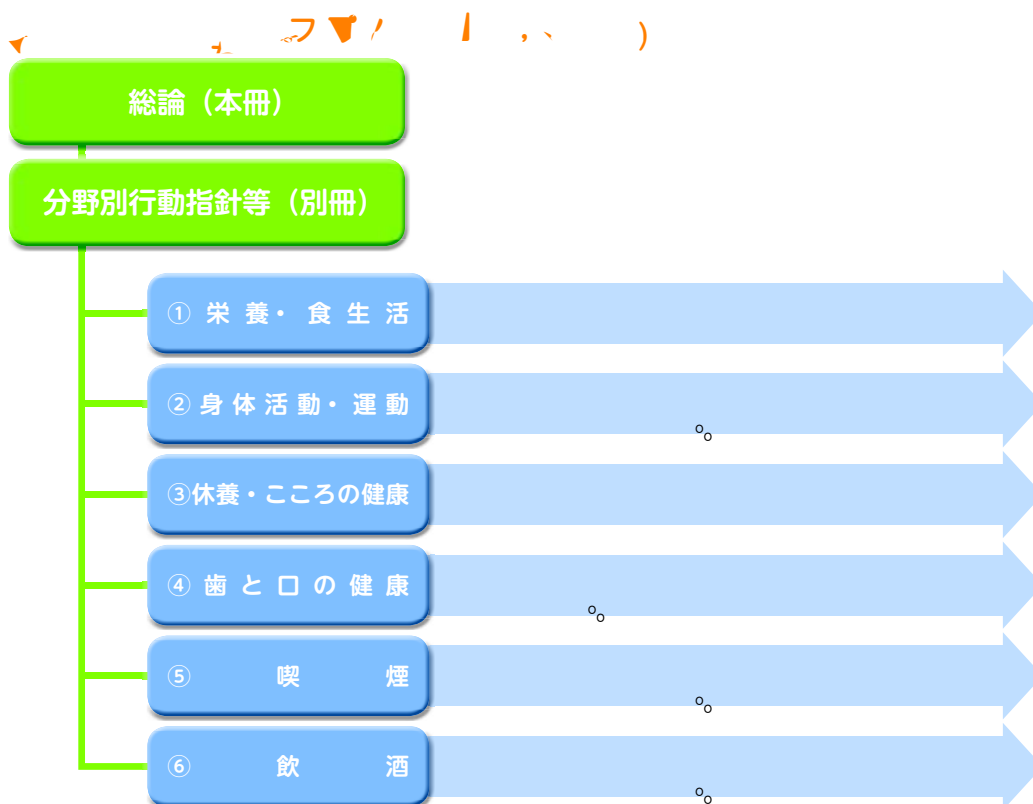 総論（本冊）
分野別行動指針等（別冊）
①栄養・食生活
②身体活動・運動
③休養・こころの健康
④歯と口の健康
⑤喫煙
⑥飲酒